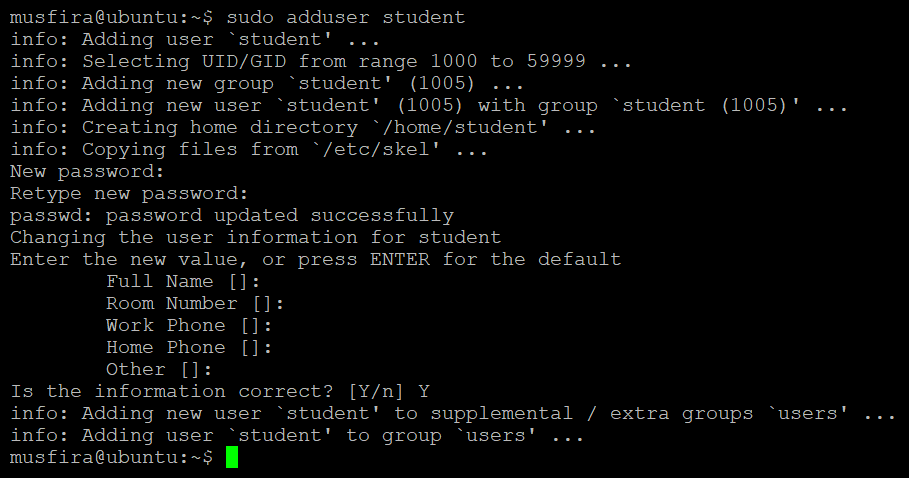 musfira@ubuntu:~$ sudo adduser student
info: Adding user `student' ...
info: Selecting UID/GID from range 1000 to 59999 ...
info: Adding new group `student' (1005) ...
info: Adding new user `student' (1005) with group `student (1005)' ...
info: Creating home directory `/home/student' ...
info: Copying files from `/etc/skel' ...
New password:
Retype new password:
passwd: password updated successfully
Changing the user information for student
Enter the new value, or press ENTER for the default
        Full Name []:
        Room Number []:
        Work Phone []:
        Home Phone []:
        Other []:
Is the information correct? [Y/n] Y
info: Adding new user `student' to supplemental / extra groups `users' ...
info: Adding user `student' to group `users' ...
musfira@ubuntu:~$